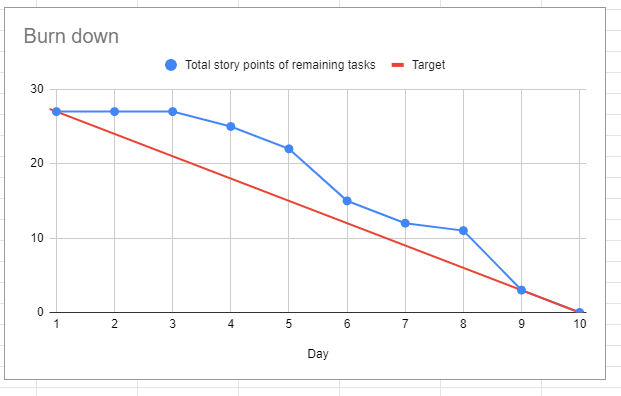 Burn down
Total story points of remaining tasks
Target
30
20
10
0
1 2 3 4 5 6 7 8 9 10
Day